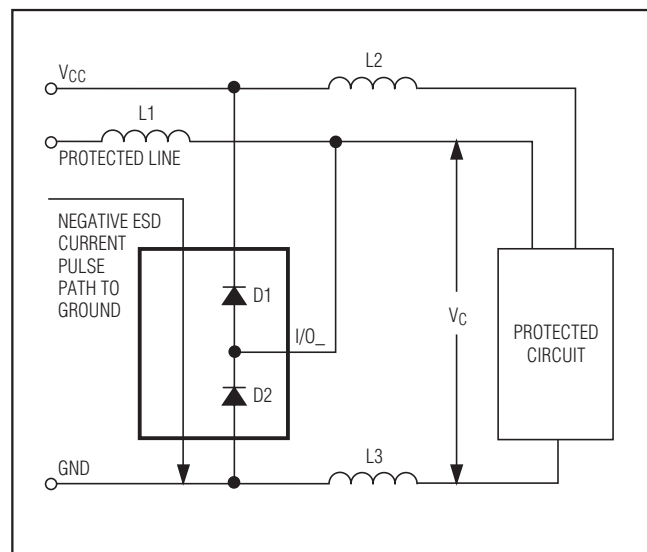 VCC
L2
L1
PROTECTED LINE
NEGATIVE ESD
CURRENT
PULSE
PATH TO
GROUND
D1
I/O_
VC
PROTECTED
CIRCUIT
D2
GND
L3